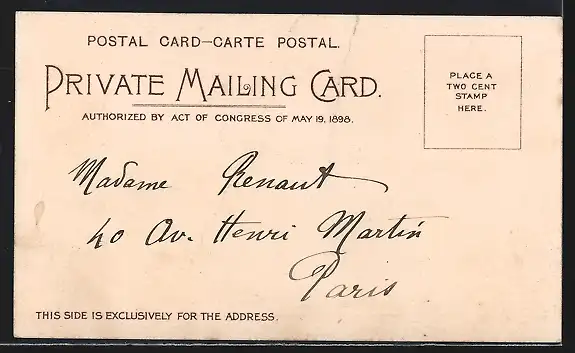 POSTAL CARD—CARTE POSTAL.
PRIVATE MAILING CARD.
AUTHORIZED BY ACT OF CONGRESS OF MAY 19, 1898.
PLACE A
TWO CENT
STAMP
HERE.
Madame Renaut
40 Av. Henri Martin
Paris
THIS SIDE IS EXCLUSIVELY FOR THE ADDRESS.